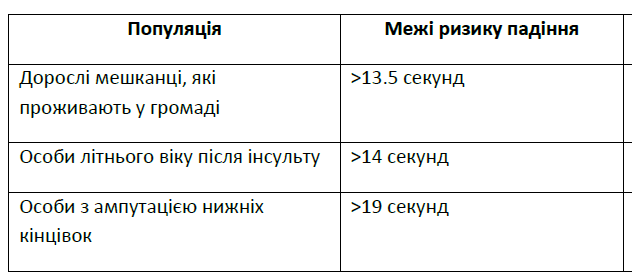 Популяція
Межі ризику падіння
Дорослі мешканці, які
проживають у громаді
>13.5 секунд
Особи літнього віку після інсульту
>14 секунд
Особи з ампутацією нижніх
кінцівок
>19 секунд